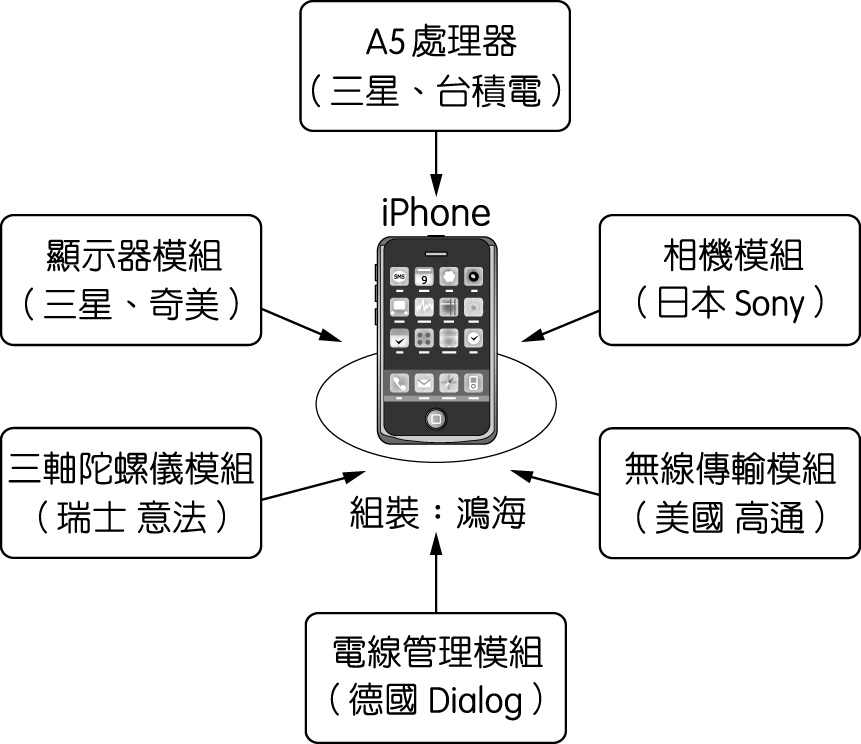 A5處理器
（三星、台積電）
iPhone
顯示器模組
（三星、奇美）
相機模組
（日本 Sony）
SMS
9
三軸陀螺儀模組
（瑞士 意法）
無線傳輸模組
（美國 高通）
組裝：鴻海
電線管理模組
（德國 Dialog）